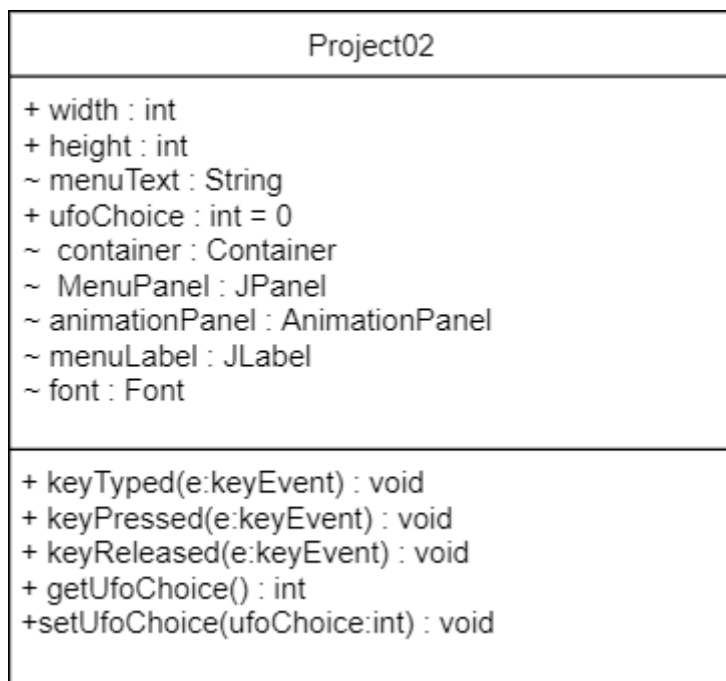 Project02
+ width : int
+ height : int
~ menuText : String
+ ufoChoice : int = 0
~ container : Container
~ MenuPanel : JPanel
~ animationPanel : AnimationPanel
~ menuLabel : JLabel
~ font : Font
+ keyTyped(e:keyEvent) : void
+ keyPressed(e:keyEvent) : void
+ keyReleased(e:keyEvent) : void
+ getUfoChoice() : int
+setUfoChoice(ufoChoice:int) : void